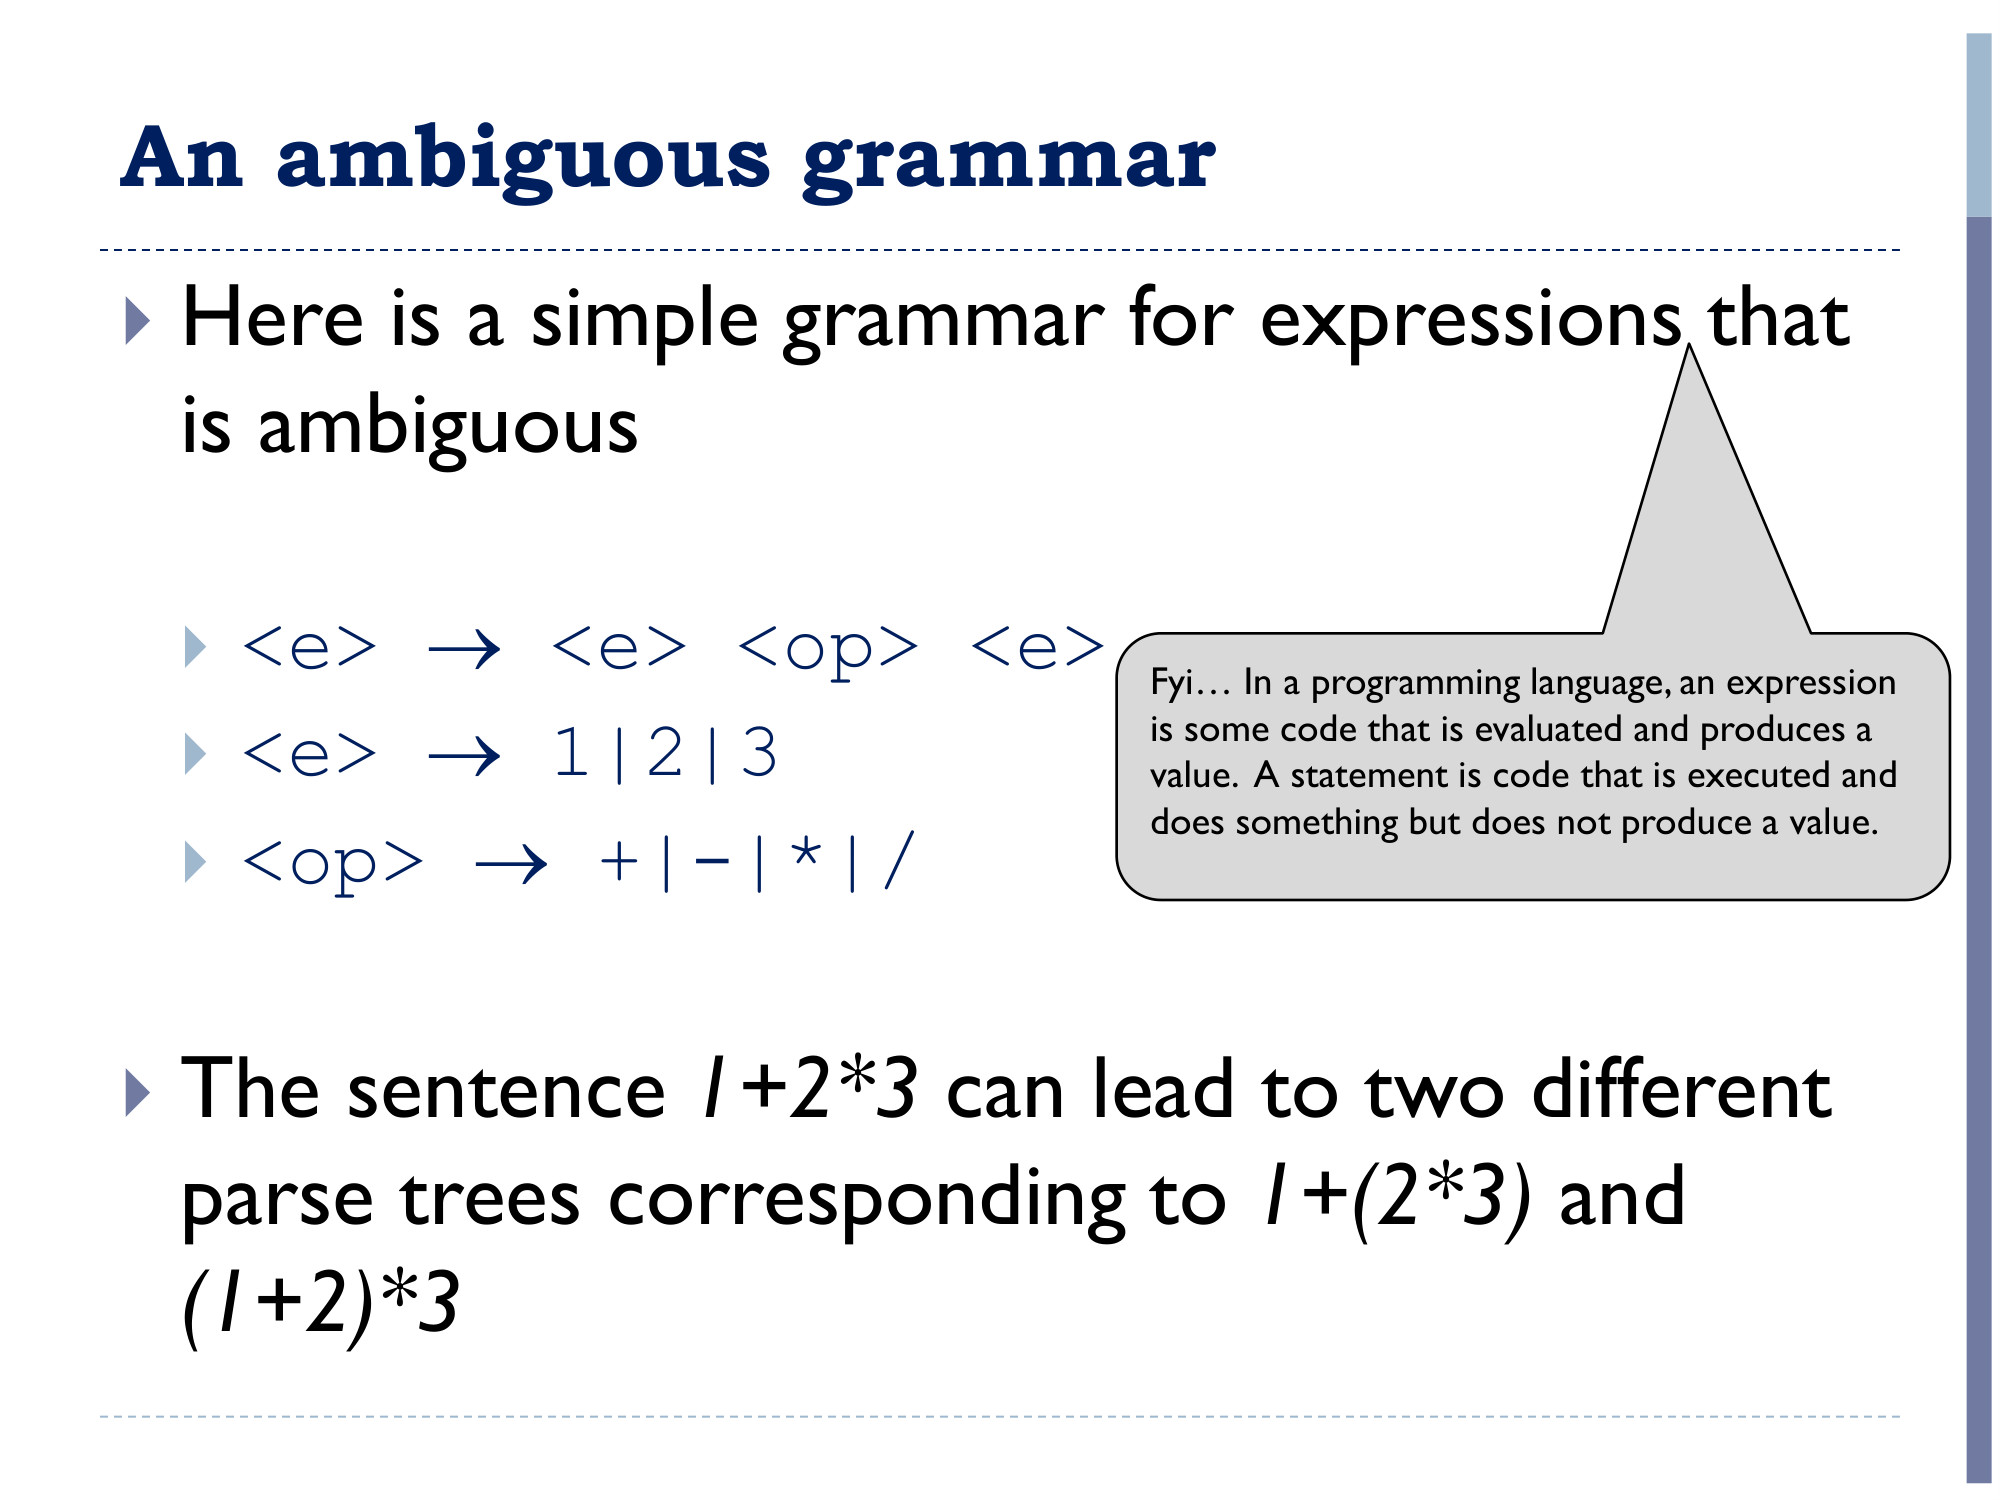 An ambiguous grammar
Here is a simple grammar for expressions that
is ambiguous
<e> → <e> <op> <e>
<e> → 1|2|3
<op> → +|-|*|/
Fyi… In a programming language, an expression
is some code that is evaluated and produces a
value. A statement is code that is executed and
does something but does not produce a value.
The sentence 1+2*3 can lead to two different
parse trees corresponding to 1+(2*3) and
(1+2)*3